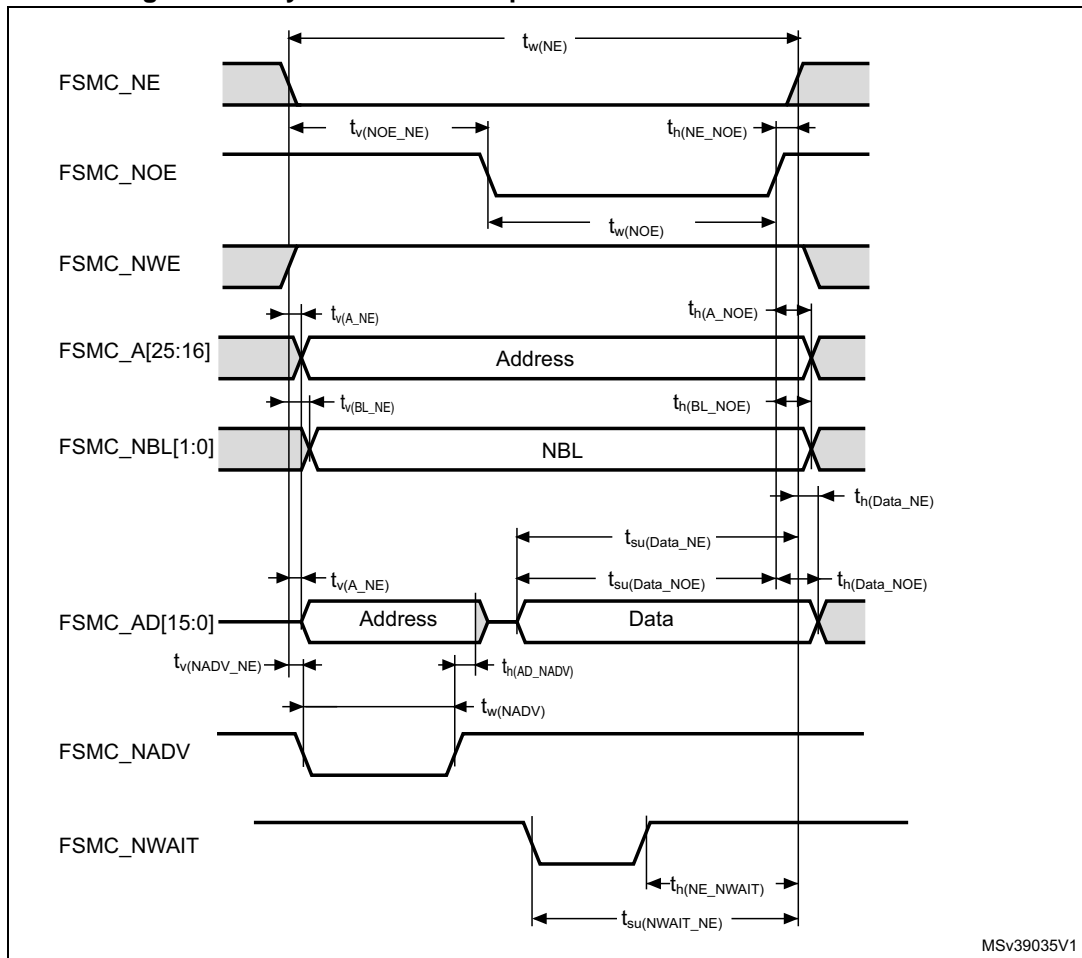 tw(NE)
FSMC_NE
tv(NOE_NE)
th(NE_NOE)
FSMC_NOE
tw(NOE)
FSMC_NWE
tv(A_NE)
th(A_NOE)
FSMC_A[25:16]
Address
tv(BL_NE)
th(BL_NOE)
FSMC_NBL[1:0]
NBL
th(Data_NE)
tsu(Data_NE)
tv(A_NE)
tsu(Data_NOE)
th(Data_NOE)
FSMC_AD[15:0]
Address
Data
tv(NADV_NE)
th(AD_NADV)
tw(NADV)
FSMC_NADV
FSMC_NWAIT
th(NE_NWAIT)
tsu(NWAIT_NE)
MSv39035V1